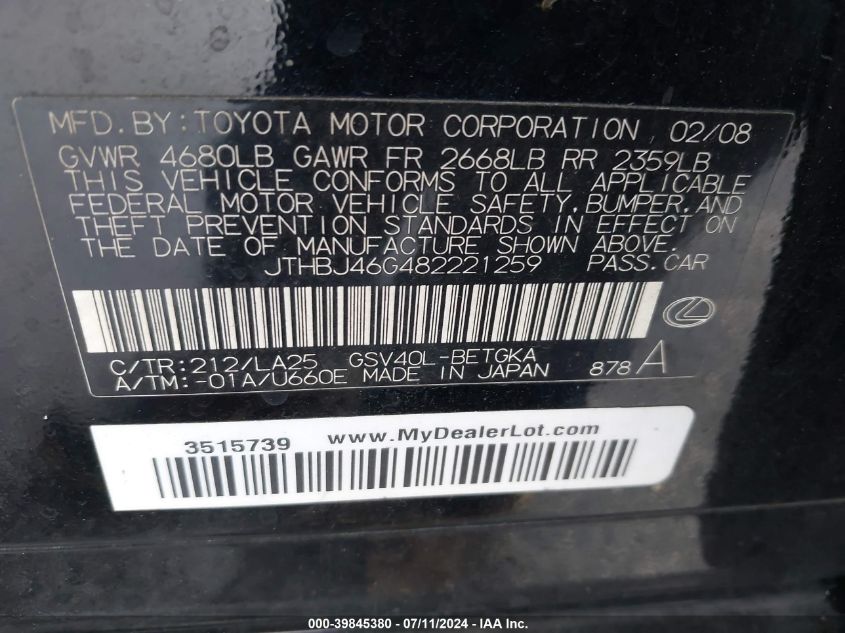 MFD. BY: TOYOTA MOTOR CORPORATION, 02/08
GVWR 4680LB GAWR FR 2668LB RR 2359LB
THIS VEHICLE CONFORMS TO ALL APPLICABLE
FEDERAL MOTOR VEHICLE SAFETY, BUMPER, AND
THEFT PREVENTION STANDARDS IN EFFECT ON
THE DATE OF MANUFACTURE SHOWN ABOVE.
JTHBJ46G482221259 PASS. CAR
C/TR: 212/LA25 GSV40L-BETGKA
A/TM: -01A/U660E MADE IN JAPAN 878 A
3515739 www.MyDealerLot.com
000-39845380 - 07/11/2024 - IAA Inc.